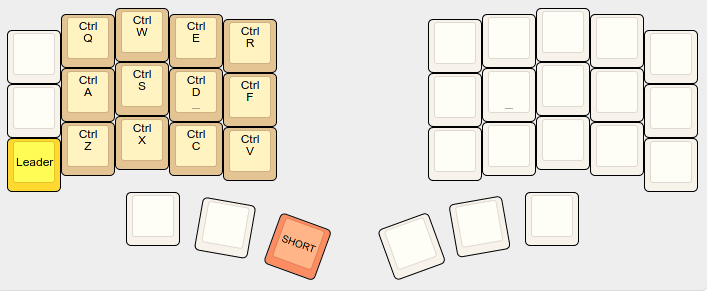 Ctrl
Q
Ctrl
W
Ctrl
E
Ctrl
R
Ctrl
A
Ctrl
S
Ctrl
D
_
Ctrl
F
_
Leader
Ctrl
Z
Ctrl
X
Ctrl
C
Ctrl
V
SHORT